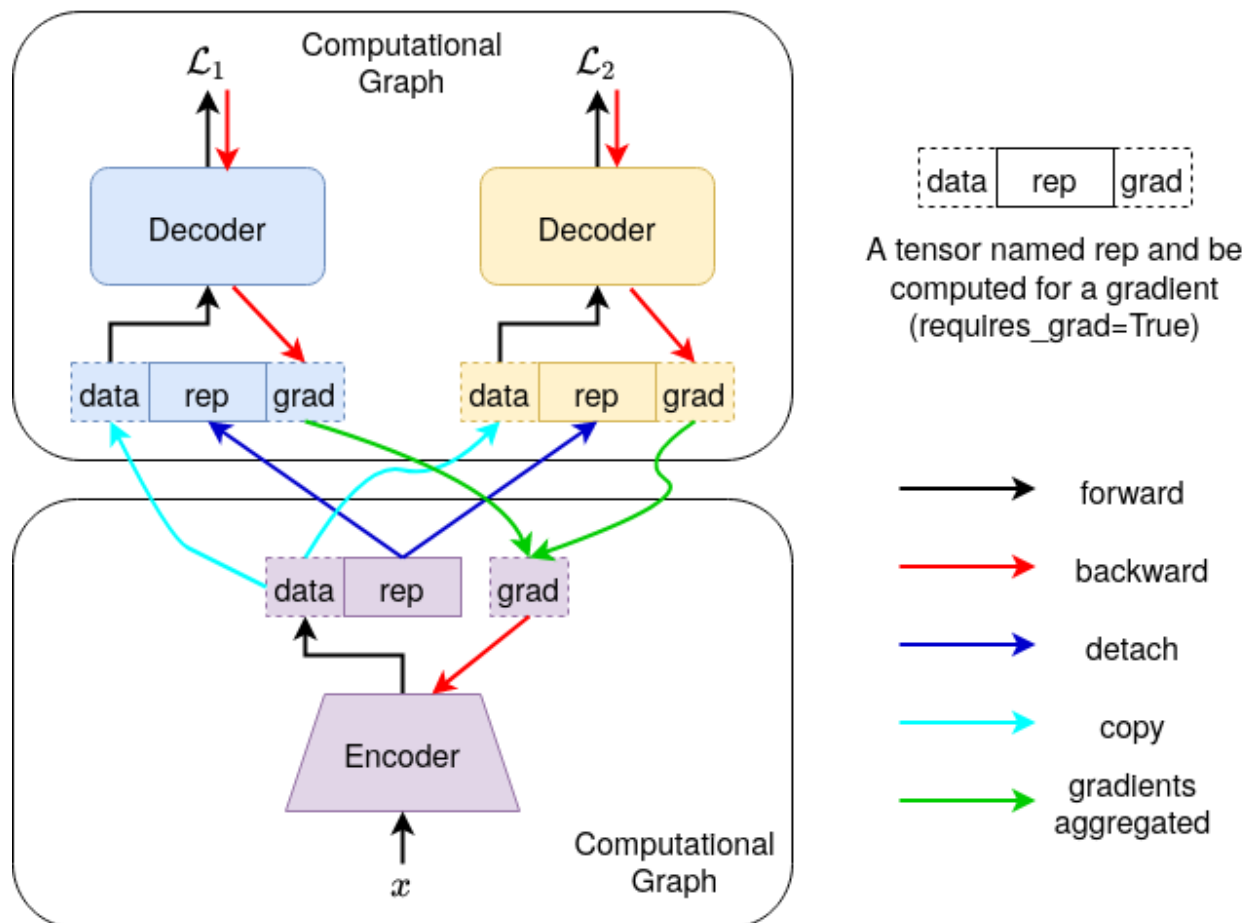 Computational
Graph
ℒ₁
ℒ₂
Decoder
Decoder
data
rep
grad
data
rep
grad
data
rep
grad
Encoder
x
Computational
Graph
data
rep
grad
A tensor named rep and be
computed for a gradient
(requires_grad=True)
forward
backward
detach
copy
gradients
aggregated